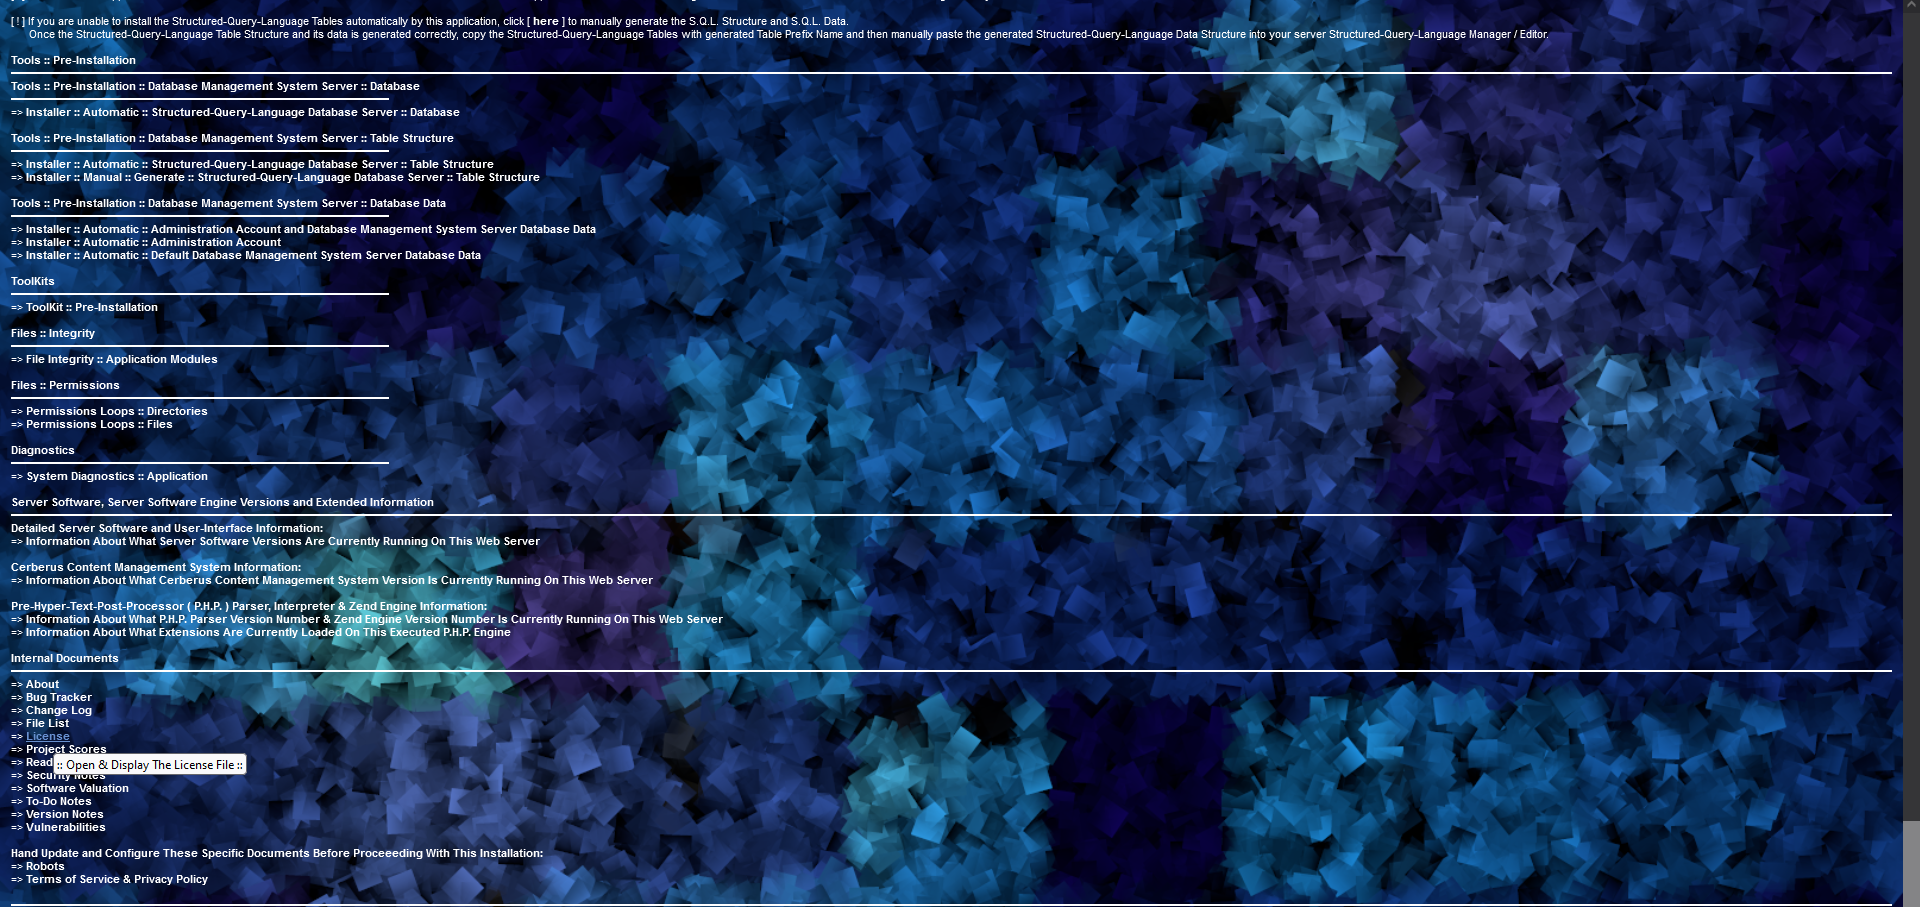 [ ! ] If you are unable to install the Structured-Query-Language Tables automatically by this application, click [ here ] to manually generate the S.Q.L. Structure and S.Q.L. Data.
Once the Structured-Query-Language Table Structure and its data is generated correctly, copy the Structured-Query-Language Tables with generated Table Prefix Name and then manually paste the generated Structured-Query-Language Data Structure into your server Structured-Query-Language Manager / Editor.
Tools :: Pre-Installation
Tools :: Pre-Installation :: Database Management System Server :: Database
=> Installer :: Automatic :: Structured-Query-Language Database Server :: Database
Tools :: Pre-Installation :: Database Management System Server :: Table Structure
=> Installer :: Automatic :: Structured-Query-Language Database Server :: Table Structure
=> Installer :: Manual :: Generate :: Structured-Query-Language Database Server :: Table Structure
Tools :: Pre-Installation :: Database Management System Server :: Database Data
=> Installer :: Automatic :: Administration Account and Database Management System Server Database Data
=> Installer :: Automatic :: Administration Account
=> Installer :: Automatic :: Default Database Management System Server Database Data
ToolKits
=> ToolKit :: Pre-Installation
Files :: Integrity
=> File Integrity :: Application Modules
Files :: Permissions
=> Permissions Loops :: Directories
=> Permissions Loops :: Files
Diagnostics
=> System Diagnostics :: Application
Server Software, Server Software Engine Versions and Extended Information
Detailed Server Software and User-Interface Information:
=> Information About What Server Software Versions Are Currently Running On This Web Server
Cerberus Content Management System Information:
=> Information About What Cerberus Content Management System Version Is Currently Running On This Web Server
Pre-Hyper-Text-Post-Processor ( P.H.P. ) Parser, Interpreter & Zend Engine Information:
=> Information About What P.H.P. Parser Version Number & Zend Engine Version Number Is Currently Running On This Web Server
=> Information About What Extensions Are Currently Loaded On This Executed P.H.P. Engine
Internal Documents
=> About
=> Bug Tracker
=> Change Log
=> File List
=> License
=> Project Scores
=> Read
:: Open & Display The License File ::
=> Security Notes
=> Software Valuation
=> To-Do Notes
=> Version Notes
=> Vulnerabilities
Hand Update and Configure These Specific Documents Before Proceeeding With This Installation:
=> Robots
=> Terms of Service & Privacy Policy